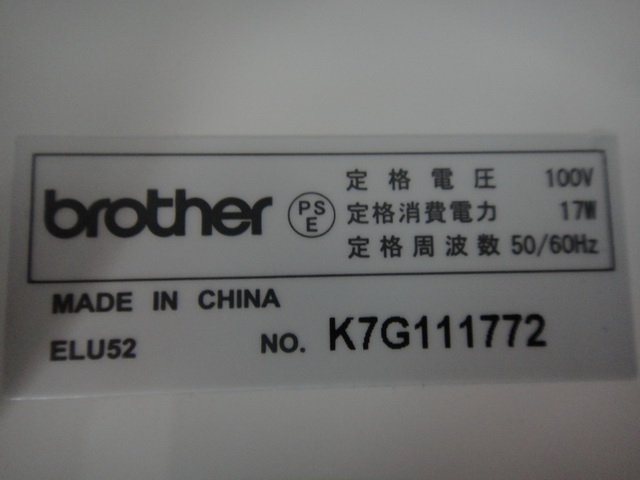 brother
PS
E
定格電圧 100V
定格消費電力 17W
定格周波数 50/60Hz
MADE IN CHINA
ELU52 NO. K7G111772